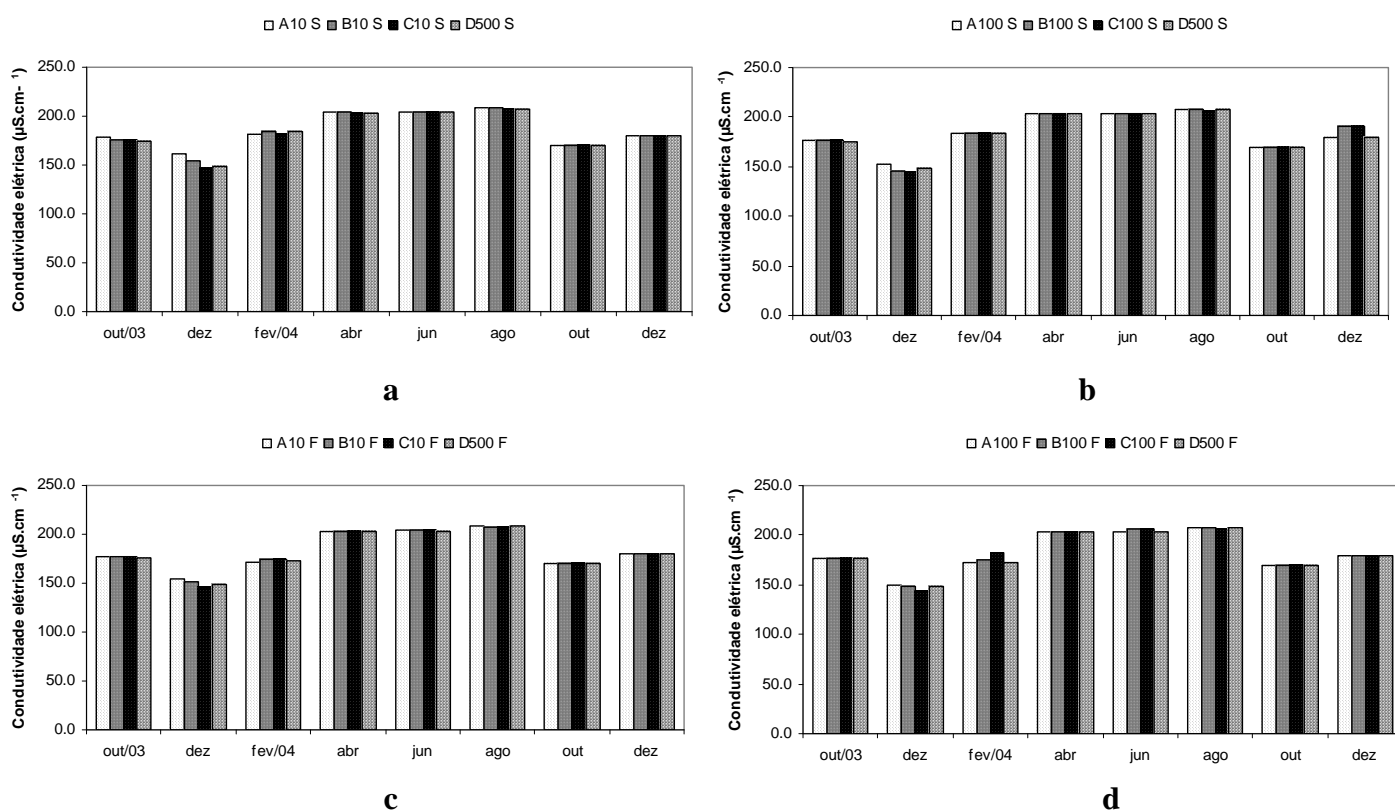 A10 S B10 S C10 S D500 S
Condutividade elétrica (µS.cm- ¹)
250.0
200.0
150.0
100.0
50.0
0.0
out/03 dez fev/04 abr jun ago out dez
a
A100 S B100 S C100 S D500 S
Condutividade elétrica (µS.cm - ¹)
250.0
200.0
150.0
100.0
50.0
0.0
out/03 dez fev/04 abr jun ago out dez
b
A10 F B10 F C10 F D500 F
Condutividade elétrica (µS.cm -¹)
250.0
200.0
150.0
100.0
50.0
0.0
out/03 dez fev/04 abr jun ago out dez
c
A100 F B100 F C100 F D500 F
Condutividade elétrica (µS.cm -¹)
250.0
200.0
150.0
100.0
50.0
0.0
out/03 dez fev/04 abr jun ago out dez
d